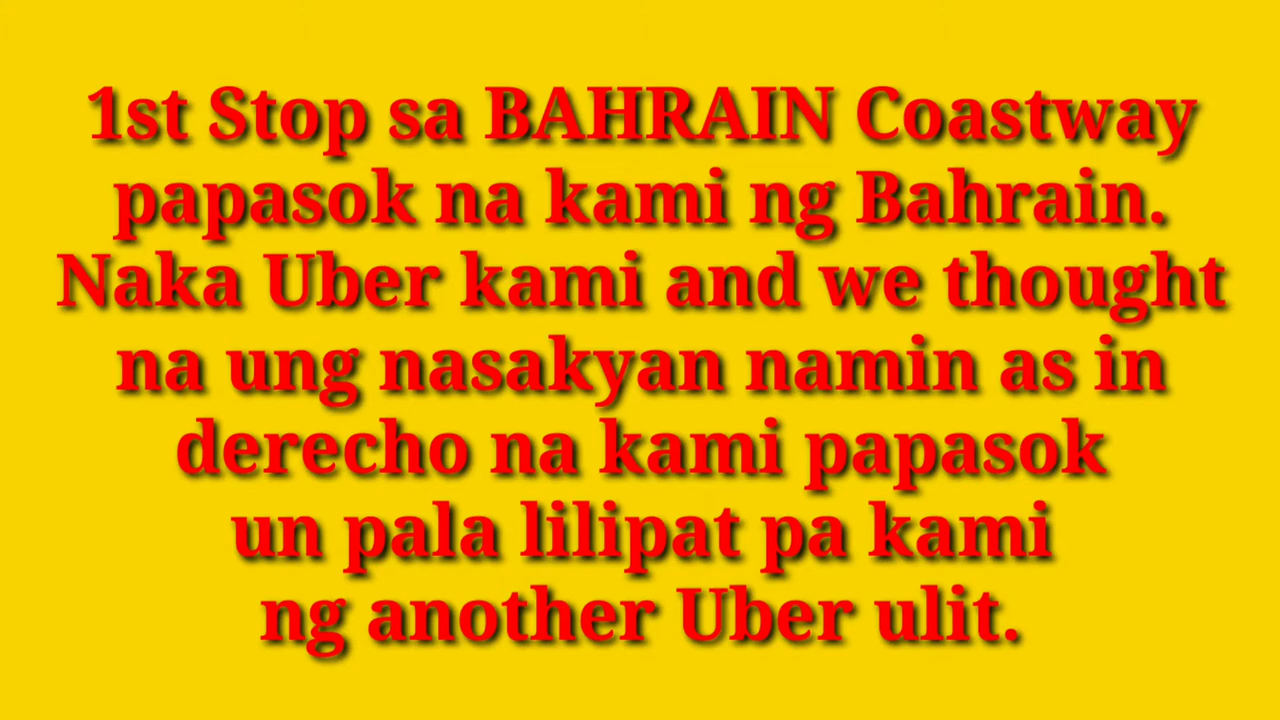 1st Stop sa BAHRAIN Coastway
papasok na kami ng Bahrain.
Naka Uber kami and we thought
na ung nasakyan namin as in
derecho na kami papasok
un pala lilipat pa kami
ng another Uber ulit.